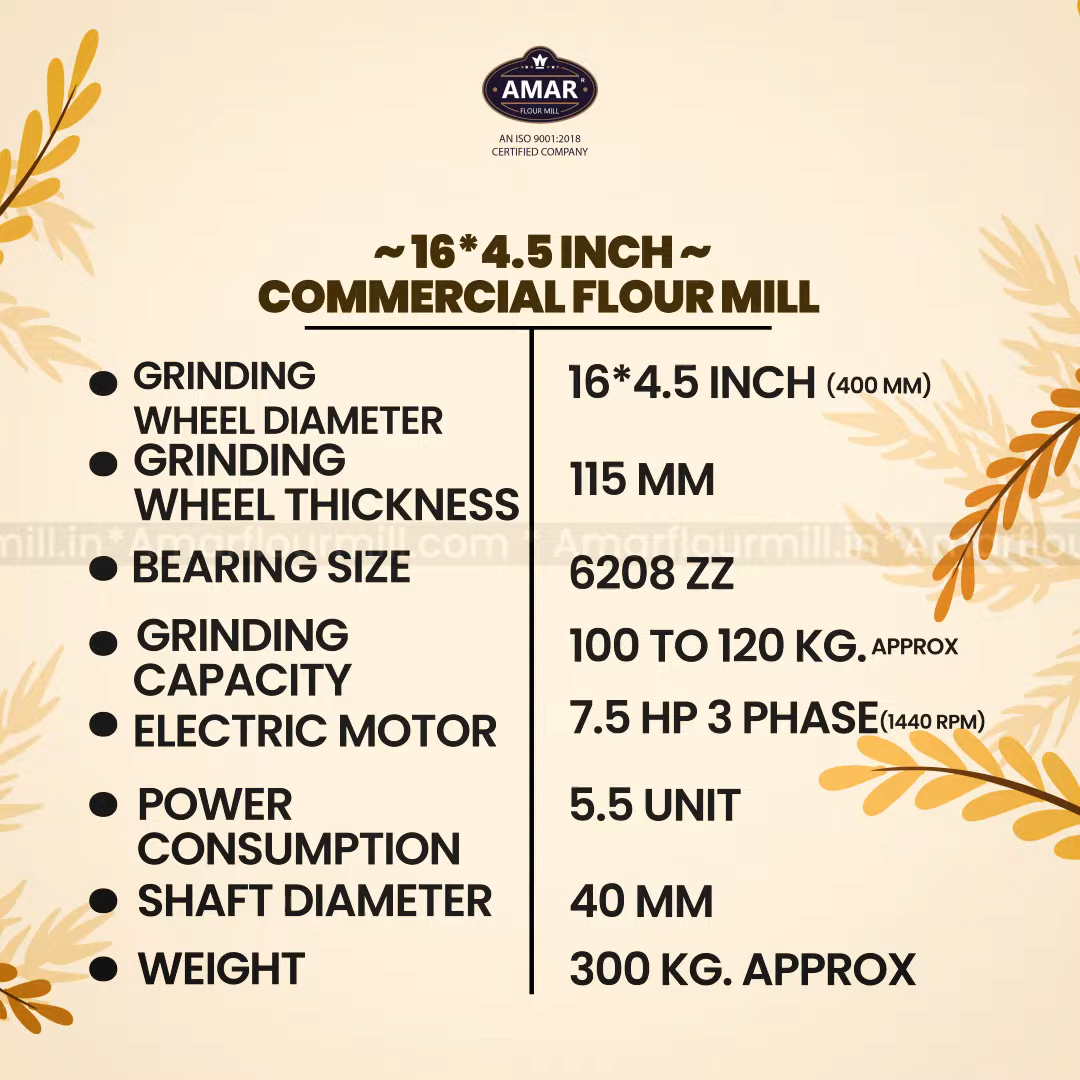 AMAR
R
FLOUR MILL
AN ISO 9001:2018
CERTIFIED COMPANY
~16*4.5 INCH~
COMMERCIAL FLOUR MILL
GRINDING
WHEEL DIAMETER
16*4.5 INCH (400 MM)
GRINDING
WHEEL THICKNESS
115 MM
mill.in*Amarflourmill.com * Amarflourmill.in*Amarflou
BEARING SIZE
6208 ZZ
GRINDING
CAPACITY
100 TO 120 KG. APPROX
ELECTRIC MOTOR
7.5 HP 3 PHASE(1440 RPM)
POWER
CONSUMPTION
5.5 UNIT
SHAFT DIAMETER
40 MM
WEIGHT
300 KG. APPROX